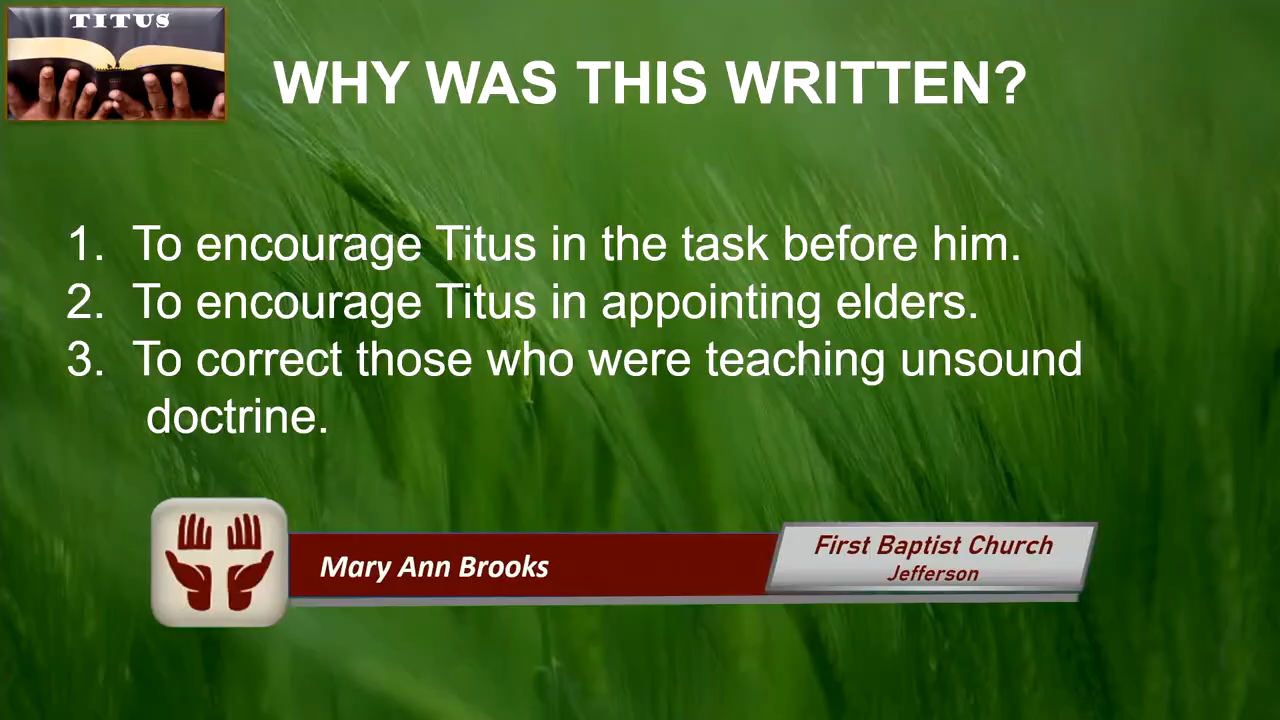 TITUS
WHY WAS THIS WRITTEN?
1. To encourage Titus in the task before him.
2. To encourage Titus in appointing elders.
3. To correct those who were teaching unsound
doctrine.
Mary Ann Brooks
First Baptist Church
Jefferson